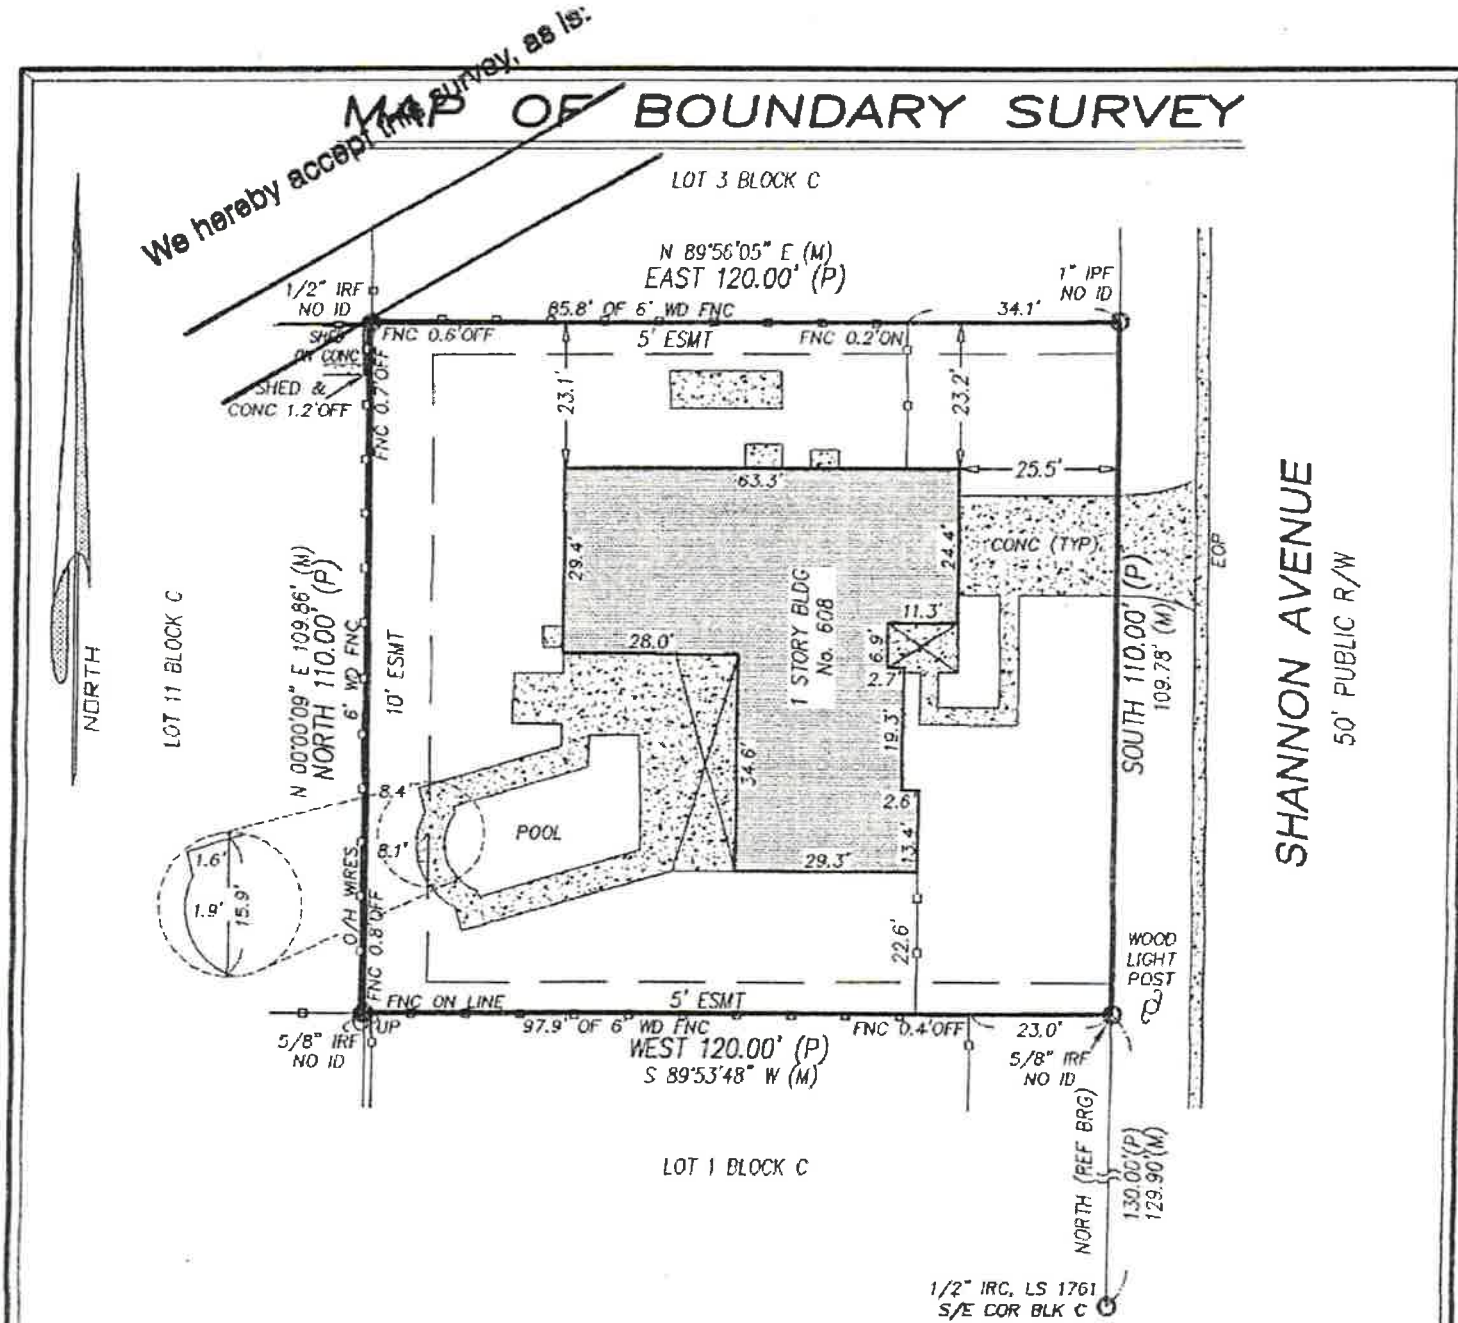 We hereby accept this survey, as is:
MAP OF BOUNDARY SURVEY
LOT 3 BLOCK C
N 89°56'05" E (M)
EAST 120.00' (P)
1/2" IRF
NO ID
1" IPF
NO ID
85.8' OF 6' WD FNC
34.1'
FNC 0.6'OFF
5' ESMT
FNC 0.2'ON
SHED
ON CONC
SHED &
CONC 1.2'OFF
FNC 0.7'OFF
23.1'
23.2'
63.3'
25.5'
29.4'
24.4'
CONC (TYP)
EOP
SHANNON AVENUE
50' PUBLIC R/W
SOUTH 110.00' (P)
109.78' (M)
1 STORY BLDG
No. 608
11.3'
6.9'
2.7'
28.0'
34.6'
19.3'
2.6'
13.4'
29.3'
22.6'
NORTH
LOT 11 BLOCK C
N 00°00'09" E 109.86' (M)
NORTH 110.00' (P)
6' WD FNC
10' ESMT
8.4'
8.1'
POOL
1.6'
1.9'
15.9'
O/H WIRES
FNC 0.8'OFF
WOOD
LIGHT
POST
FNC ON LINE
5' ESMT
UP
97.9' OF 6' WD FNC
FNC 0.4'OFF
23.0'
5/8" IRF
NO ID
WEST 120.00' (P)
S 89°53'48" W (M)
5/8" IRF
NO ID
LOT 1 BLOCK C
NORTH (REF BRG)
130.00'(P)
129.90'(M)
1/2" IRC, LS 1761
S/E COR BLK C